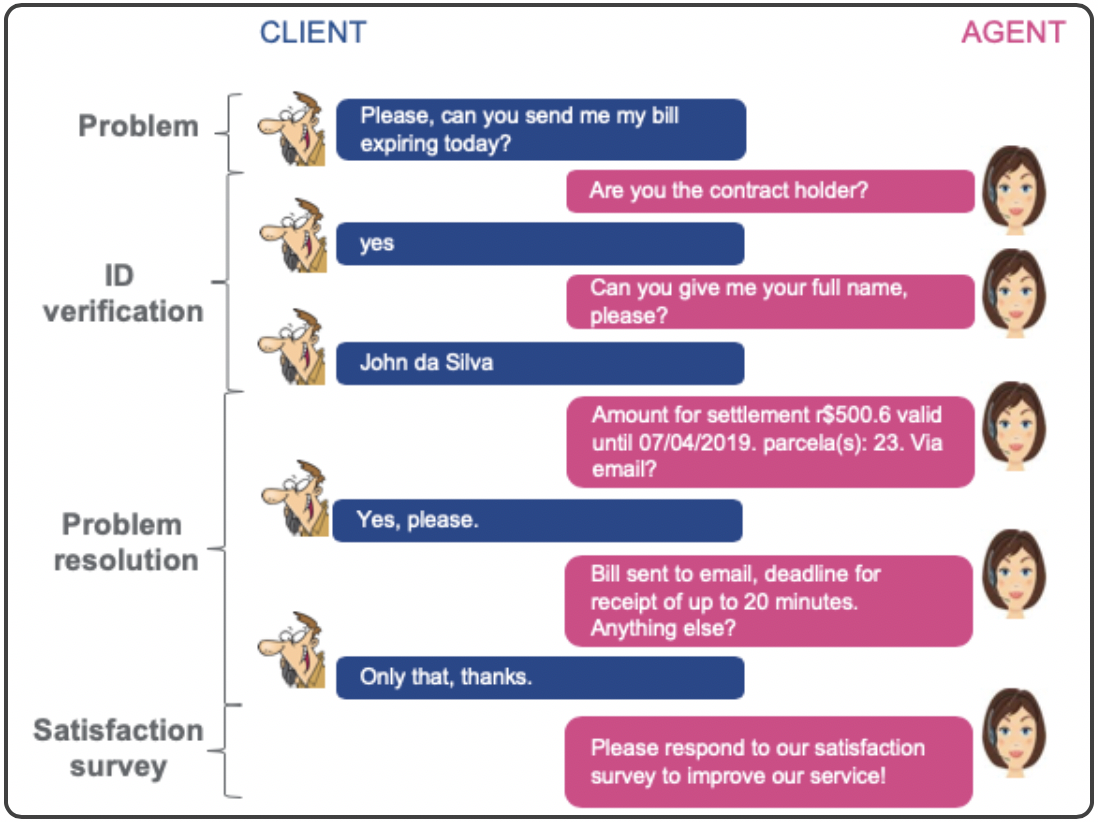 CLIENT
AGENT
Problem
Please, can you send me my bill
expiring today?
Are you the contract holder?
ID
verification
yes
Can you give me your full name,
please?
John da Silva
Problem
resolution
Amount for settlement r$500.6 valid
until 07/04/2019. parcela(s): 23. Via
email?
Yes, please.
Bill sent to email, deadline for
receipt of up to 20 minutes.
Anything else?
Only that, thanks.
Satisfaction
survey
Please respond to our satisfaction
survey to improve our service!